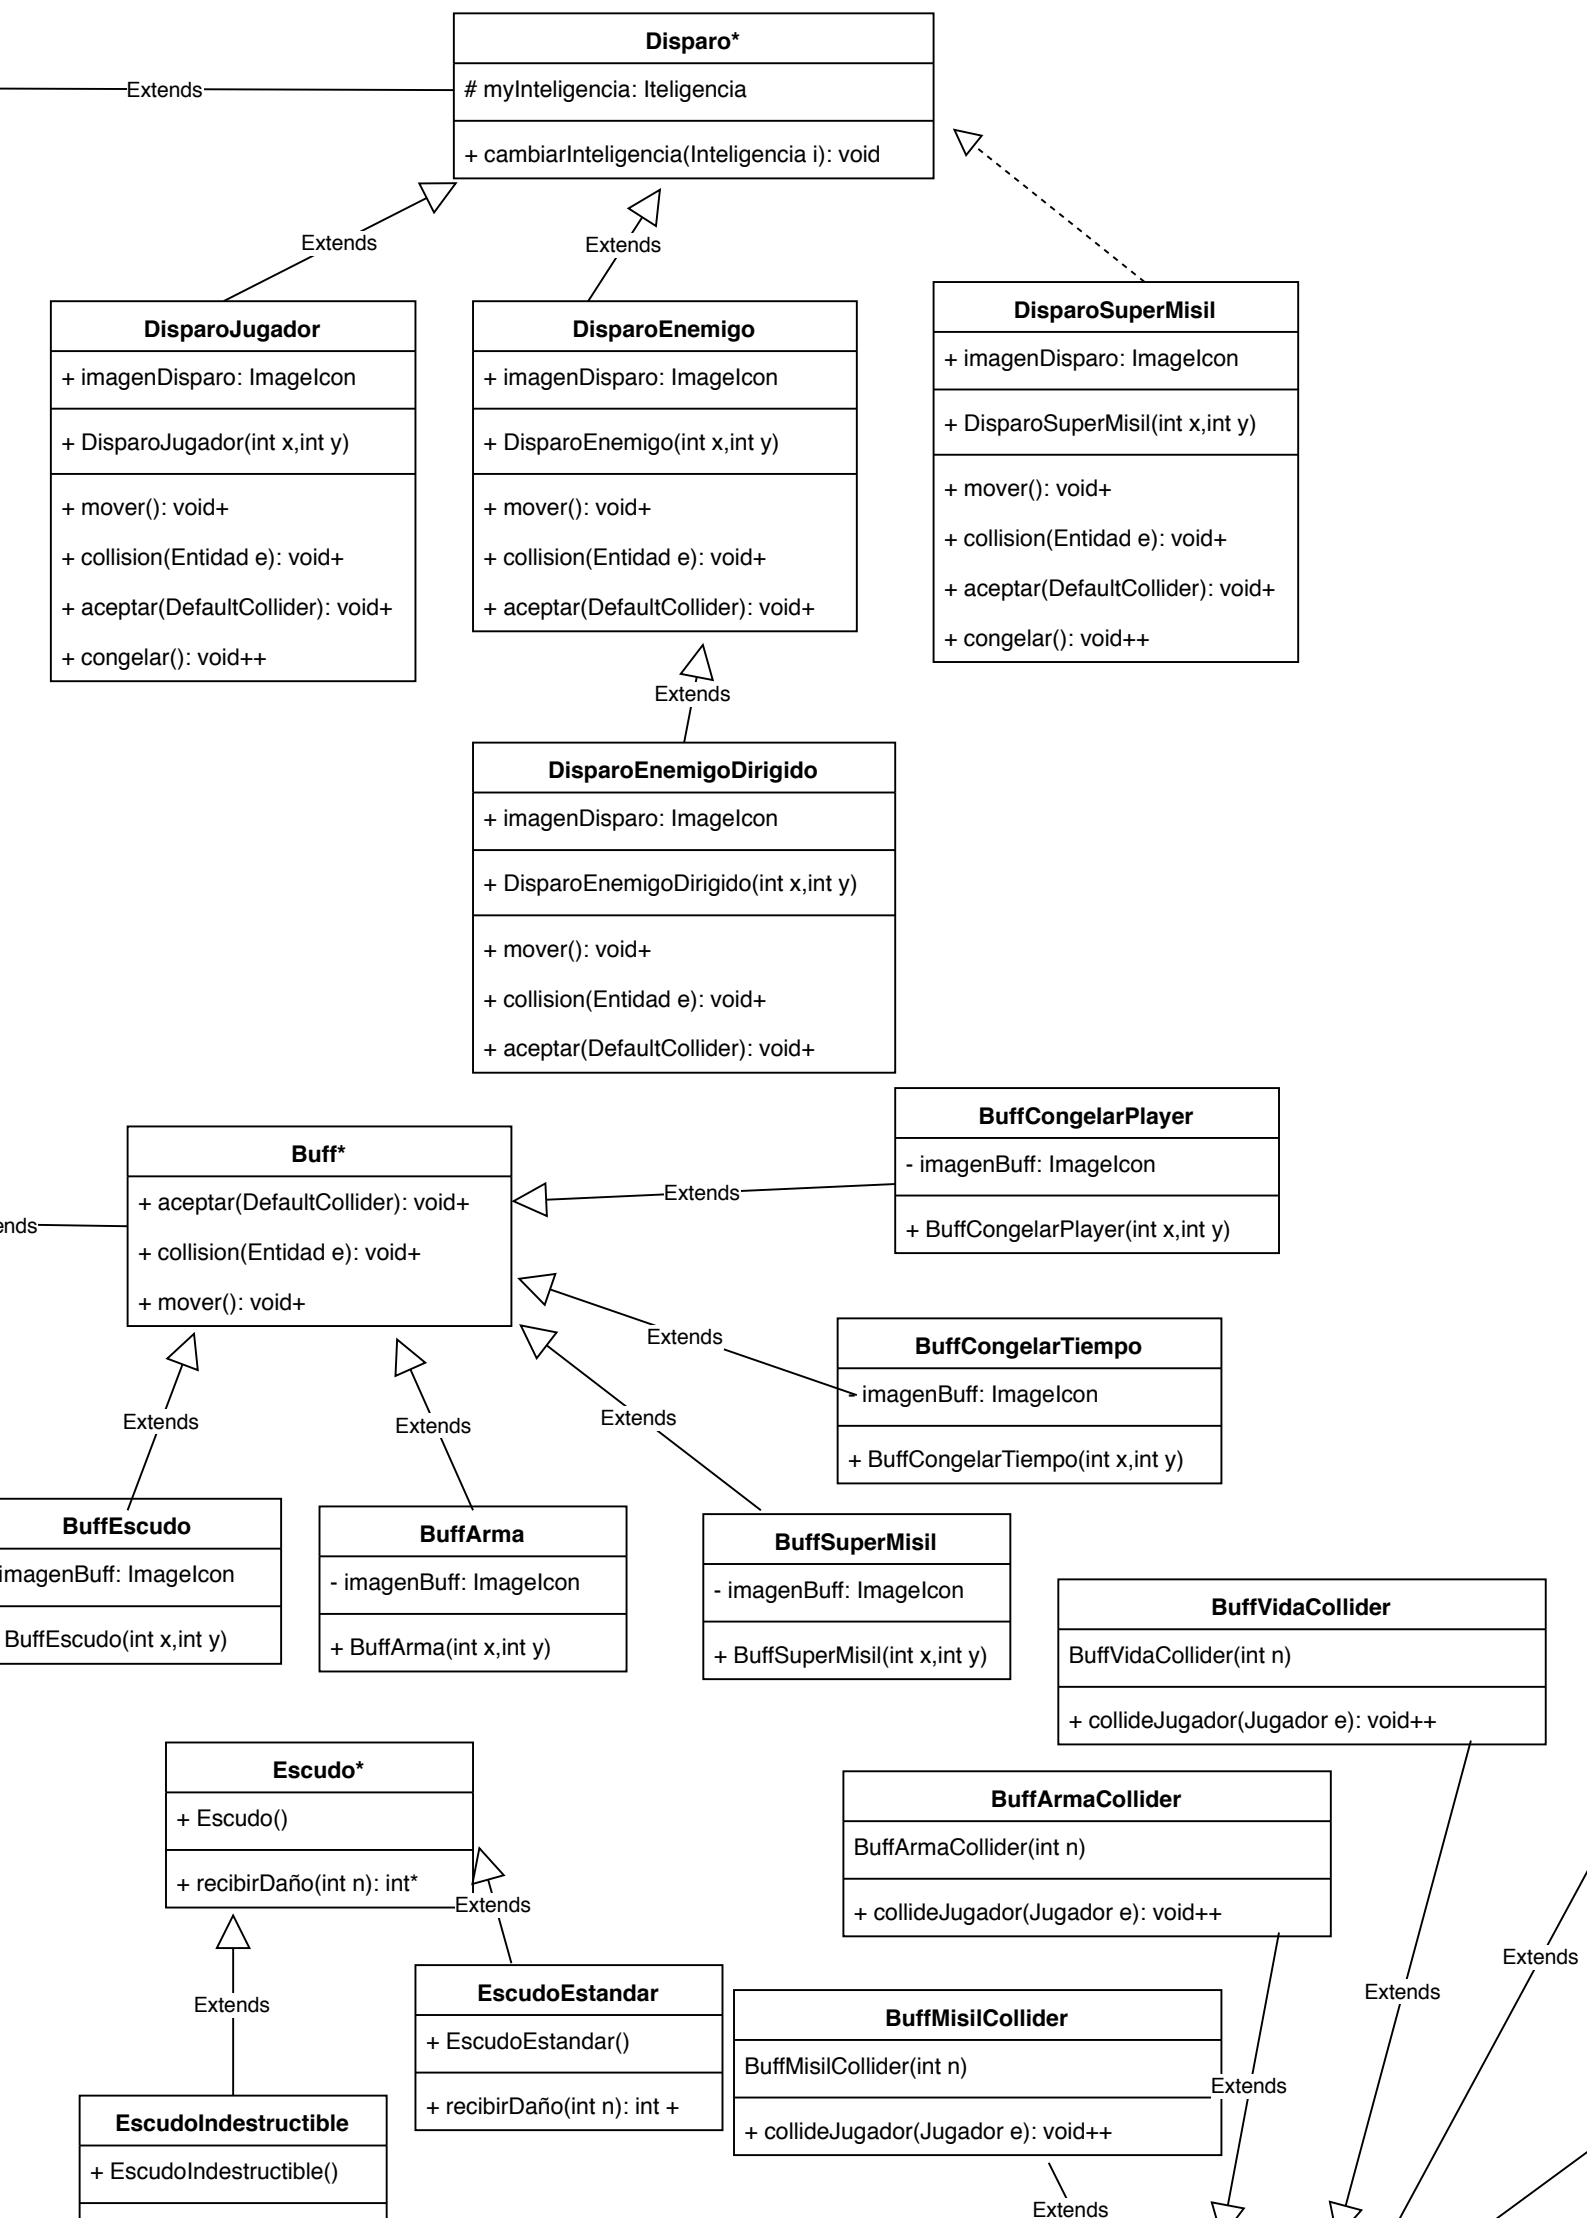 Disparo*
# myInteligencia: Iteligencia
+ cambiarInteligencia(Inteligencia i): void
Extends
Extends
Extends
DisparoJugador
+ imagenDisparo: ImageIcon
+ DisparoJugador(int x,int y)
+ mover(): void+
+ collision(Entidad e): void+
+ aceptar(DefaultCollider): void+
+ congelar(): void++
DisparoEnemigo
+ imagenDisparo: ImageIcon
+ DisparoEnemigo(int x,int y)
+ mover(): void+
+ collision(Entidad e): void+
+ aceptar(DefaultCollider): void+
DisparoSuperMisil
+ imagenDisparo: ImageIcon
+ DisparoSuperMisil(int x,int y)
+ mover(): void+
+ collision(Entidad e): void+
+ aceptar(DefaultCollider): void+
+ congelar(): void++
Extends
DisparoEnemigoDirigido
+ imagenDisparo: ImageIcon
+ DisparoEnemigoDirigido(int x,int y)
+ mover(): void+
+ collision(Entidad e): void+
+ aceptar(DefaultCollider): void+
BuffCongelarPlayer
- imagenBuff: ImageIcon
+ BuffCongelarPlayer(int x,int y)
Buff*
+ aceptar(DefaultCollider): void+
+ collision(Entidad e): void+
+ mover(): void+
Extends
ends
Extends
BuffCongelarTiempo
- imagenBuff: ImageIcon
+ BuffCongelarTiempo(int x,int y)
Extends
Extends
Extends
BuffEscudo
imagenBuff: ImageIcon
BuffEscudo(int x,int y)
BuffArma
- imagenBuff: ImageIcon
+ BuffArma(int x,int y)
BuffSuperMisil
- imagenBuff: ImageIcon
+ BuffSuperMisil(int x,int y)
BuffVidaCollider
BuffVidaCollider(int n)
+ collideJugador(Jugador e): void++
Escudo*
+ Escudo()
+ recibirDaño(int n): int*
BuffArmaCollider
BuffArmaCollider(int n)
+ collideJugador(Jugador e): void++
Extends
Extends
Extends
Extends
EscudoEstandar
+ EscudoEstandar()
+ recibirDaño(int n): int +
BuffMisilCollider
BuffMisilCollider(int n)
+ collideJugador(Jugador e): void++
Extends
EscudoIndestructible
+ EscudoIndestructible()
Extends